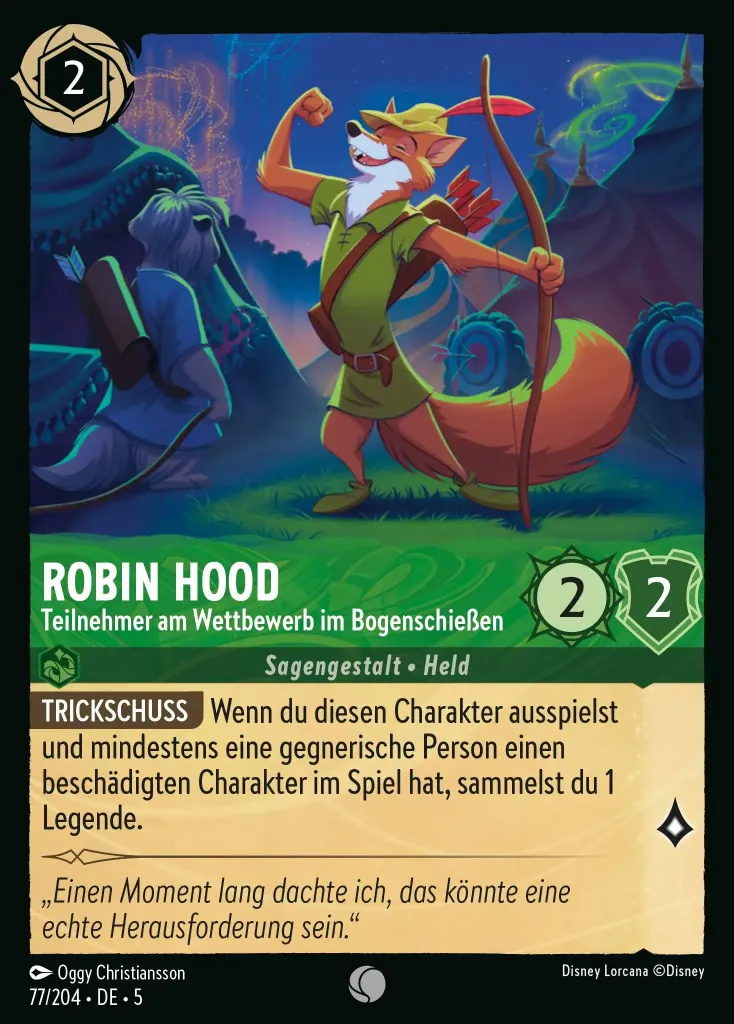 2
ROBIN HOOD
Teilnehmer am Wettbewerb im Bogenschießen
2
2
Sagengestalt • Held
TRICKSCHUSS Wenn du diesen Charakter ausspielst
und mindestens eine gegnerische Person einen
beschädigten Charakter im Spiel hat, sammelst du 1
Legende.
„Einen Moment lang dachte ich, das könnte eine
echte Herausforderung sein.“
Oggy Christiansson
Disney Lorcana ©Disney
77/204 • DE • 5